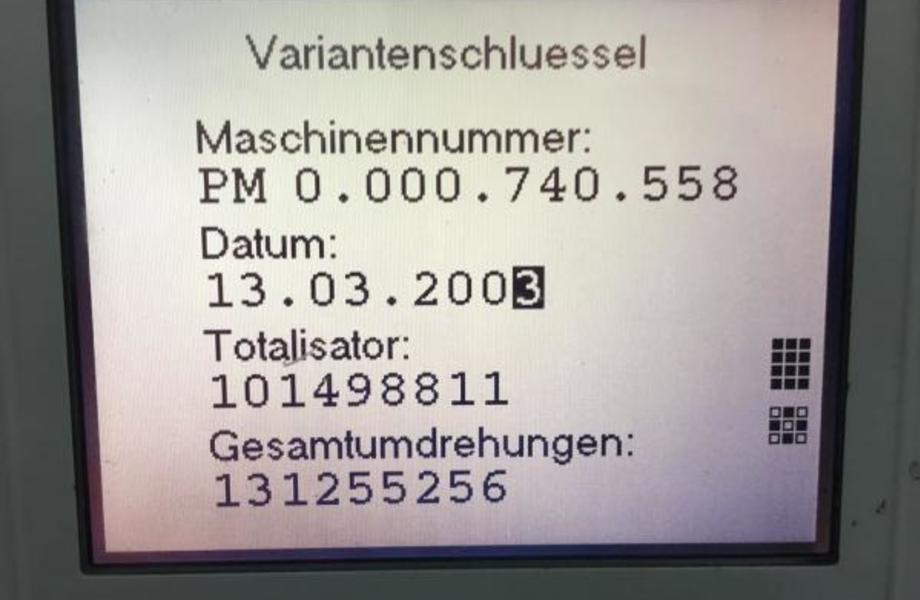 Variantenschluessel
Maschinennummer:
PM 0.000.740.558
Datum:
13.03.2003
Totalisator:
101498811
Gesamtumdrehungen:
131255256